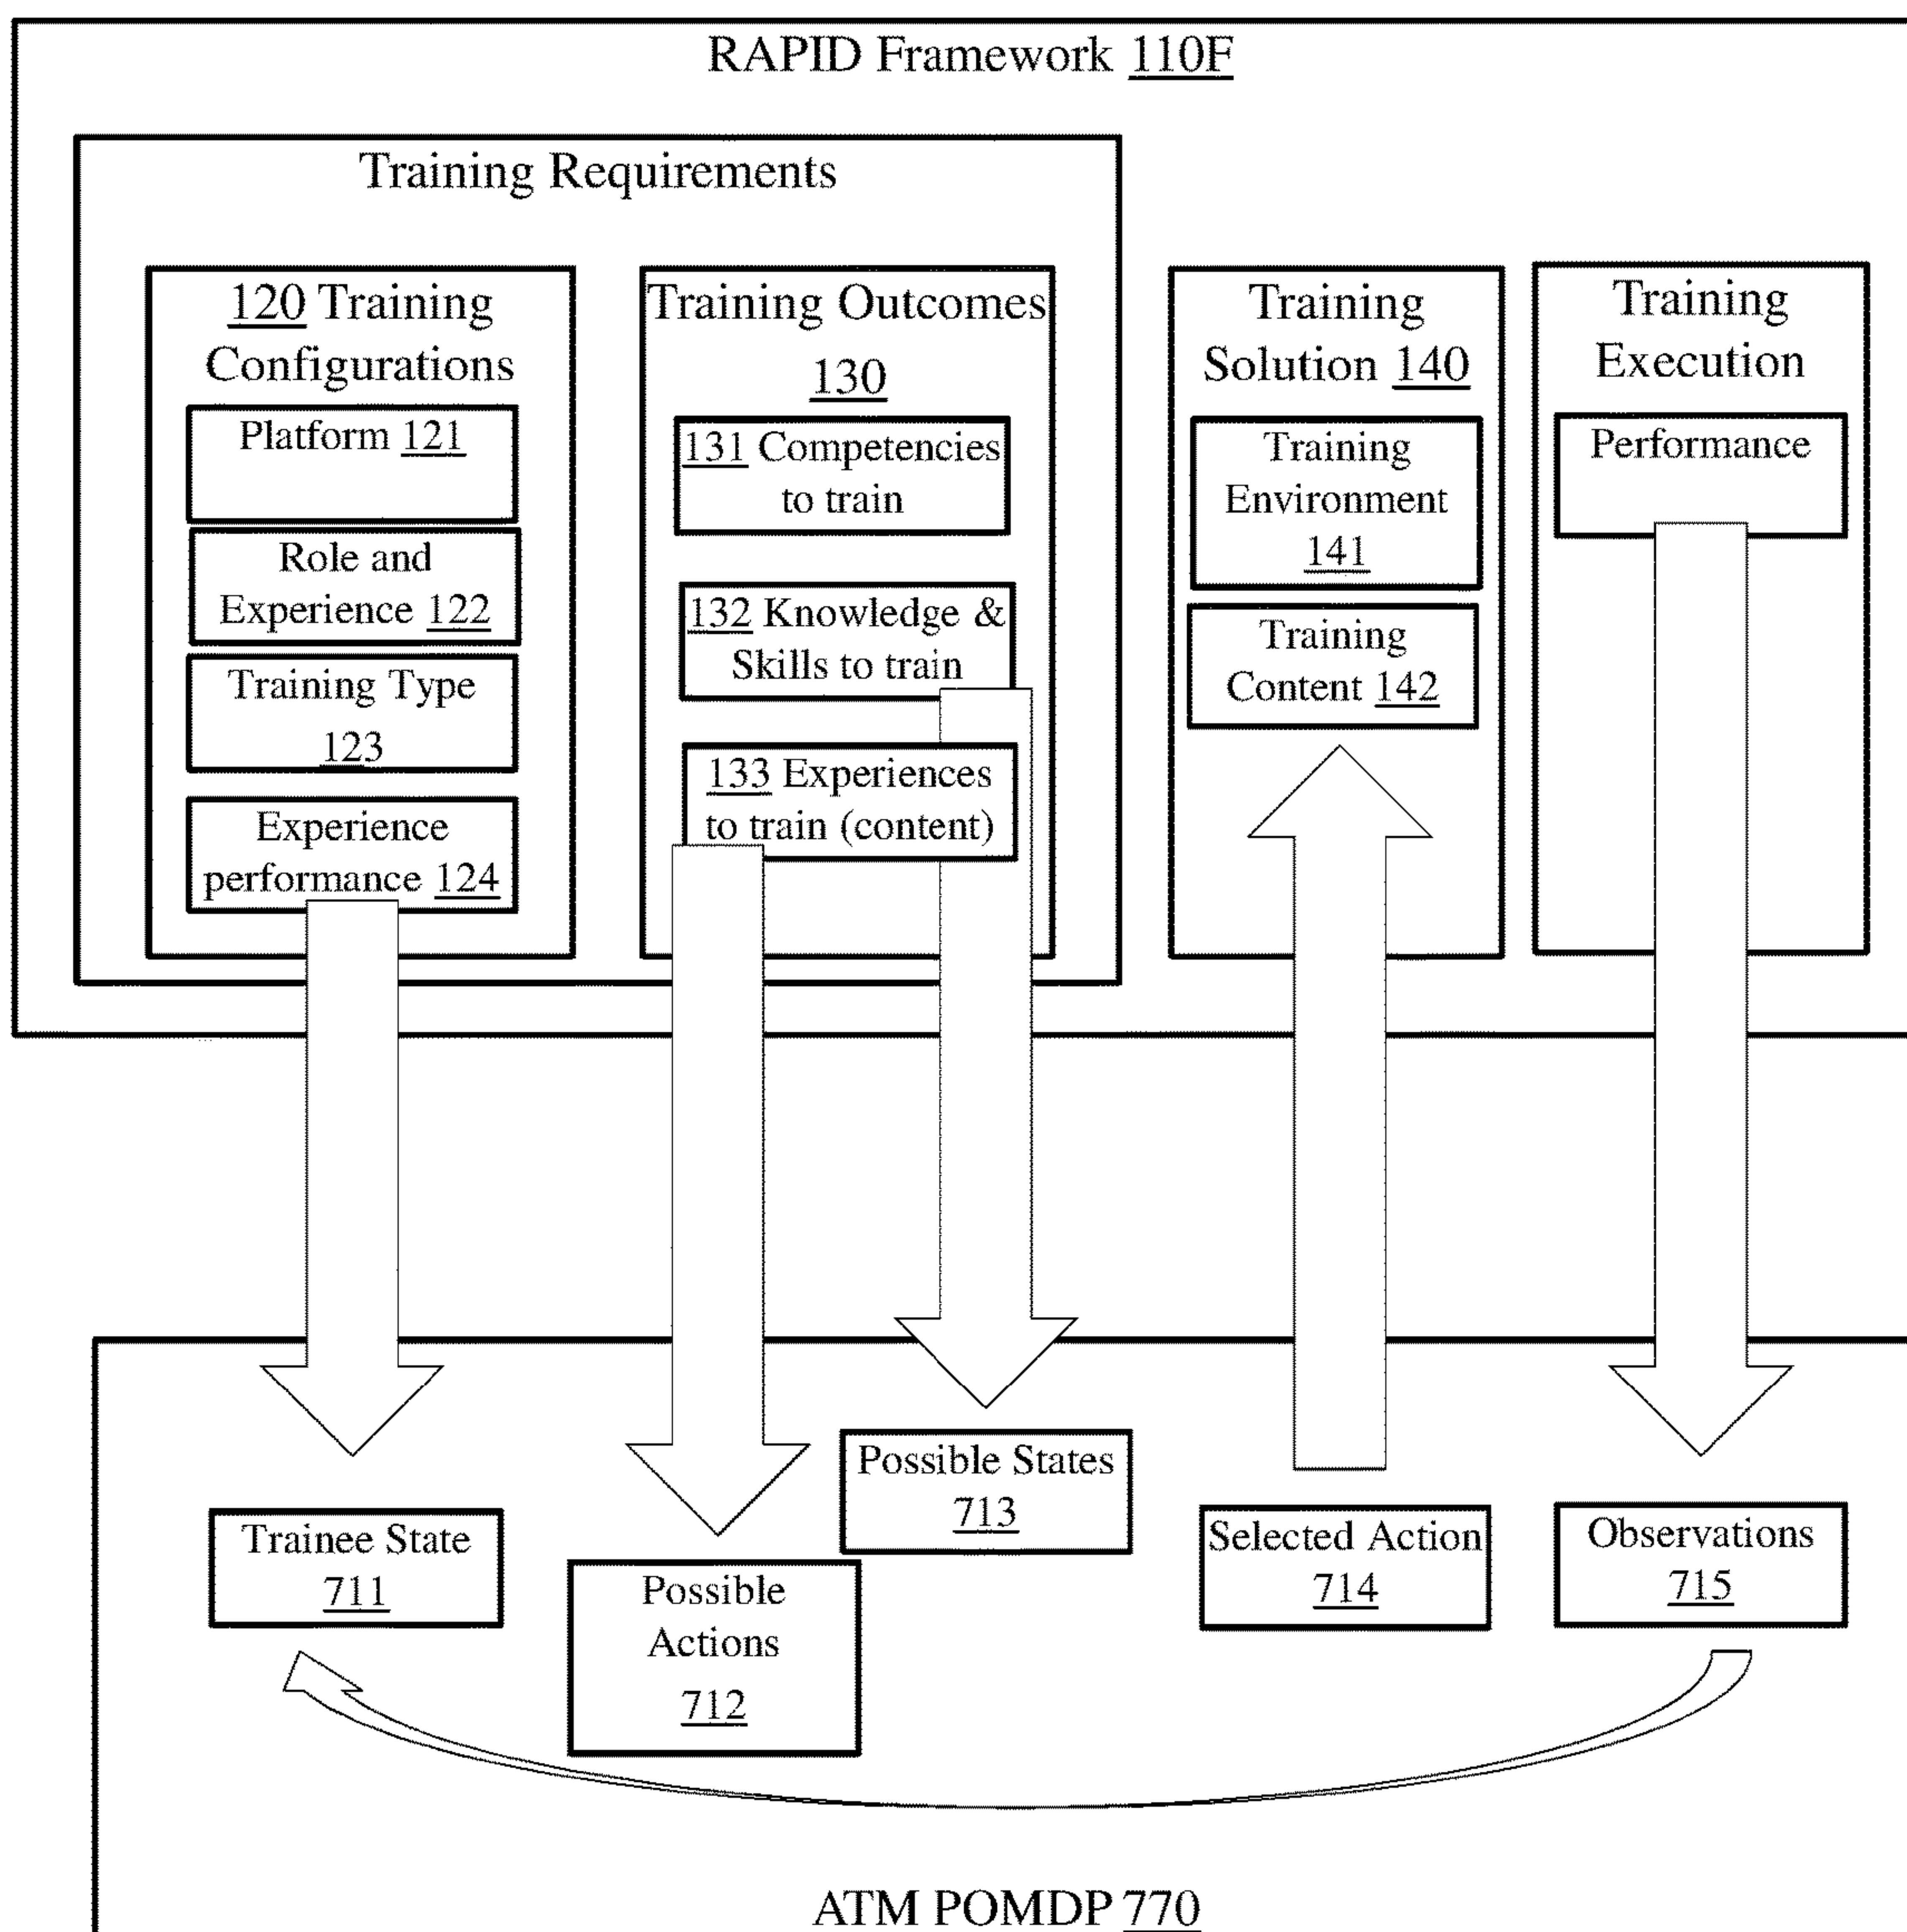 RAPID Framework 110F
Training Requirements
120 Training
Configurations
Platform 121
Role and
Experience 122
Training Type
123
Experience
performance 124
Training Outcomes
130
131 Competencies
to train
132 Knowledge &
Skills to train
133 Experiences
to train (content)
Training
Solution 140
Training
Environment
141
Training
Content 142
Training
Execution
Performance
Trainee State
711
Possible
Actions
712
Possible States
713
Selected Action
714
Observations
715
ATM POMDP 770